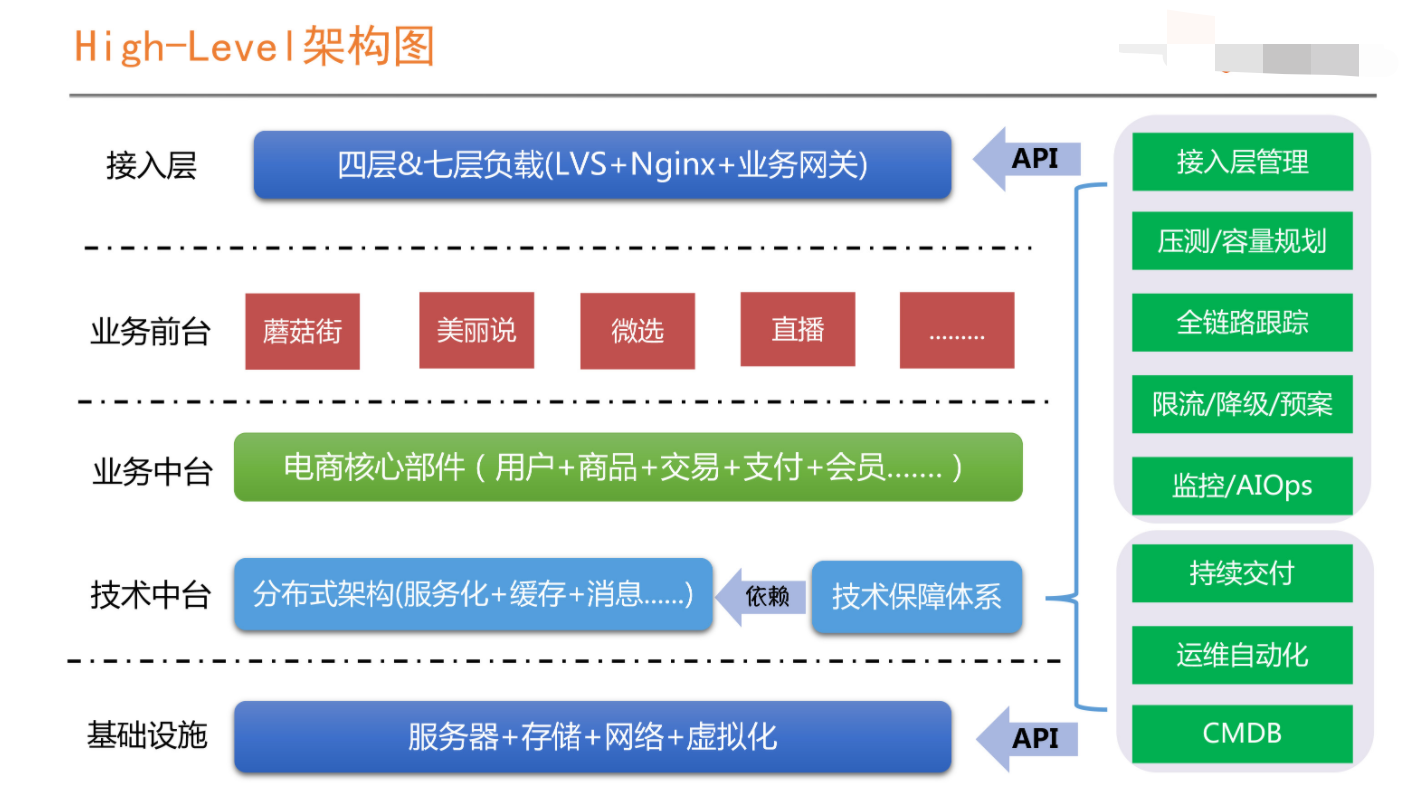 High-Level架构图
接入层
四层&七层负载(LVS+Nginx+业务网关)
API
业务前台
蘑菇街
美丽说
微选
直播
.........
业务中台
电商核心部件（用户+商品+交易+支付+会员.......）
技术中台
分布式架构(服务化+缓存+消息......)
依赖
技术保障体系
基础设施
服务器+存储+网络+虚拟化
API
接入层管理
压测/容量规划
全链路跟踪
限流/降级/预案
监控/AIOps
持续交付
运维自动化
CMDB